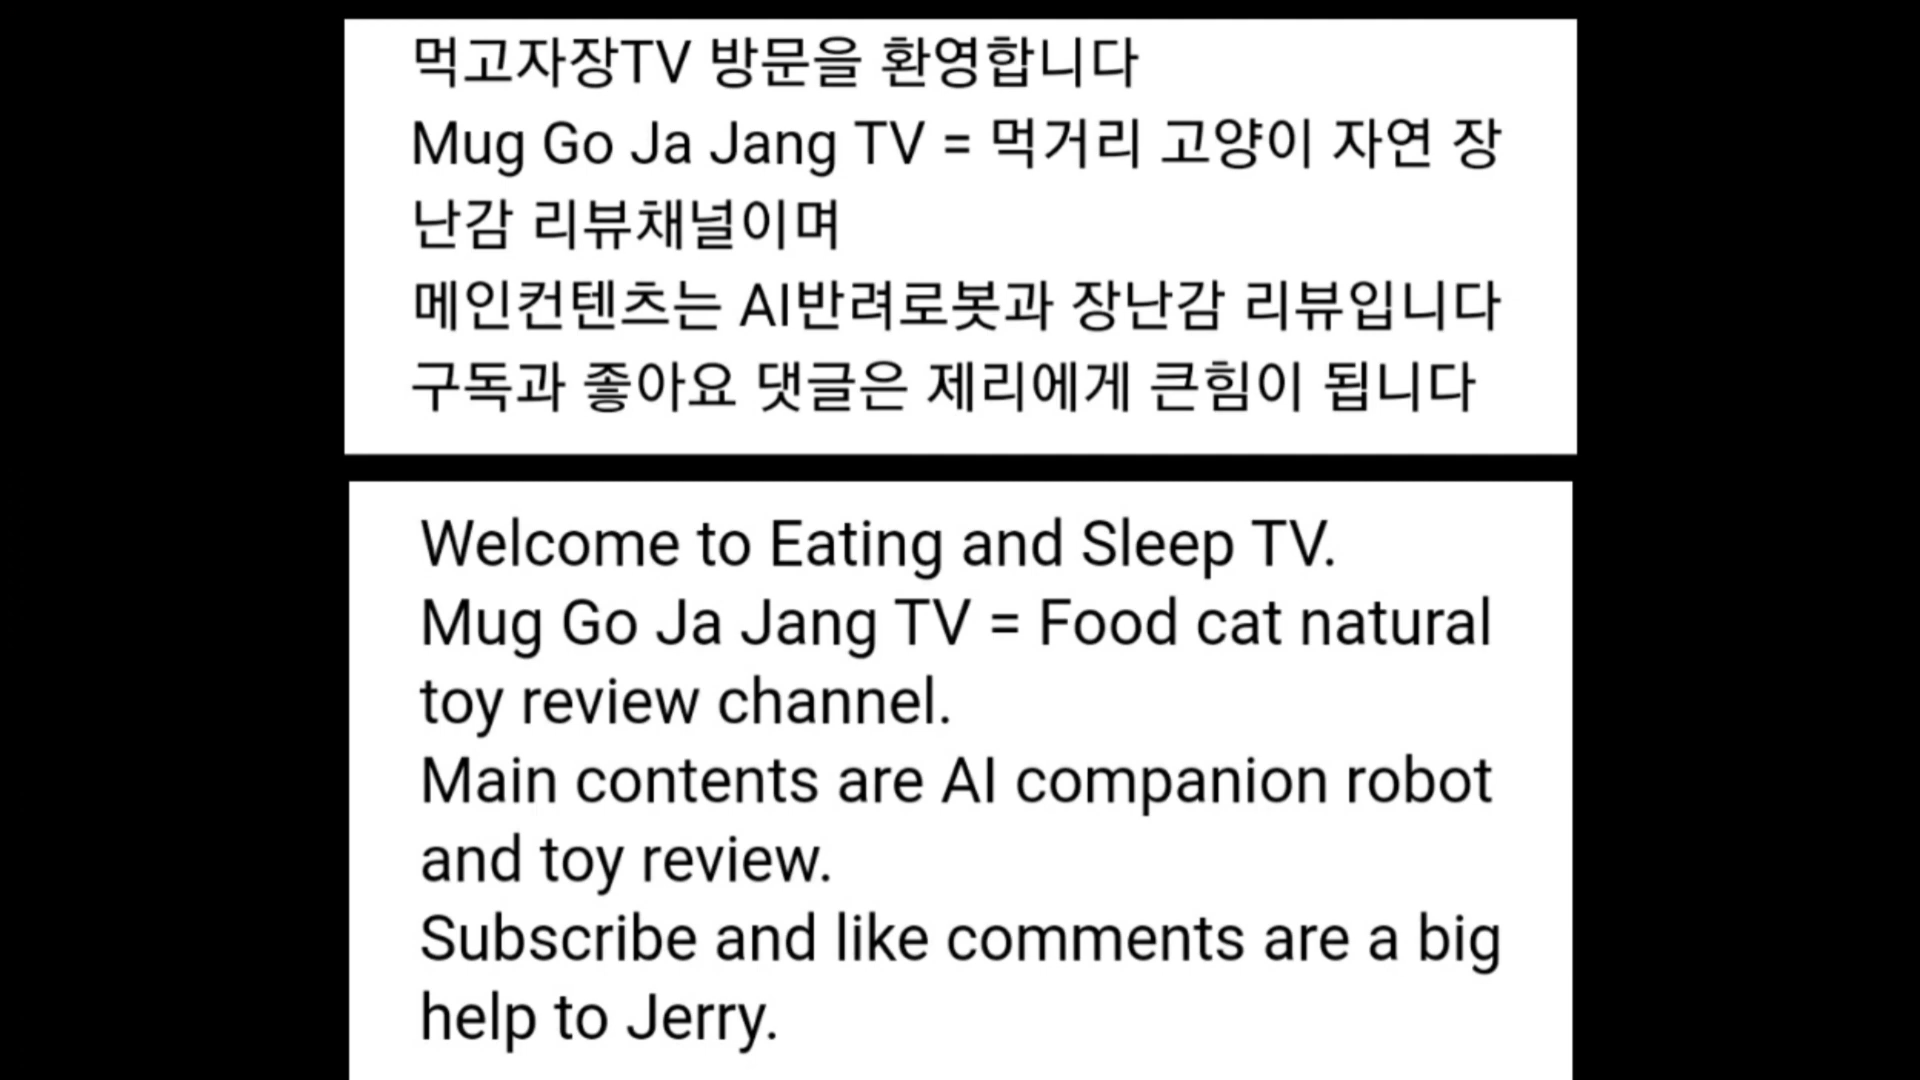 먹고자장TV 방문을 환영합니다
Mug Go Ja Jang TV = 먹거리 고양이 자연 장
난감 리뷰채널이며
메인컨텐츠는 AI반려로봇과 장난감 리뷰입니다
구독과 좋아요 댓글은 제리에게 큰힘이 됩니다
Welcome to Eating and Sleep TV.
Mug Go Ja Jang TV = Food cat natural
toy review channel.
Main contents are AI companion robot
and toy review.
Subscribe and like comments are a big
help to Jerry.